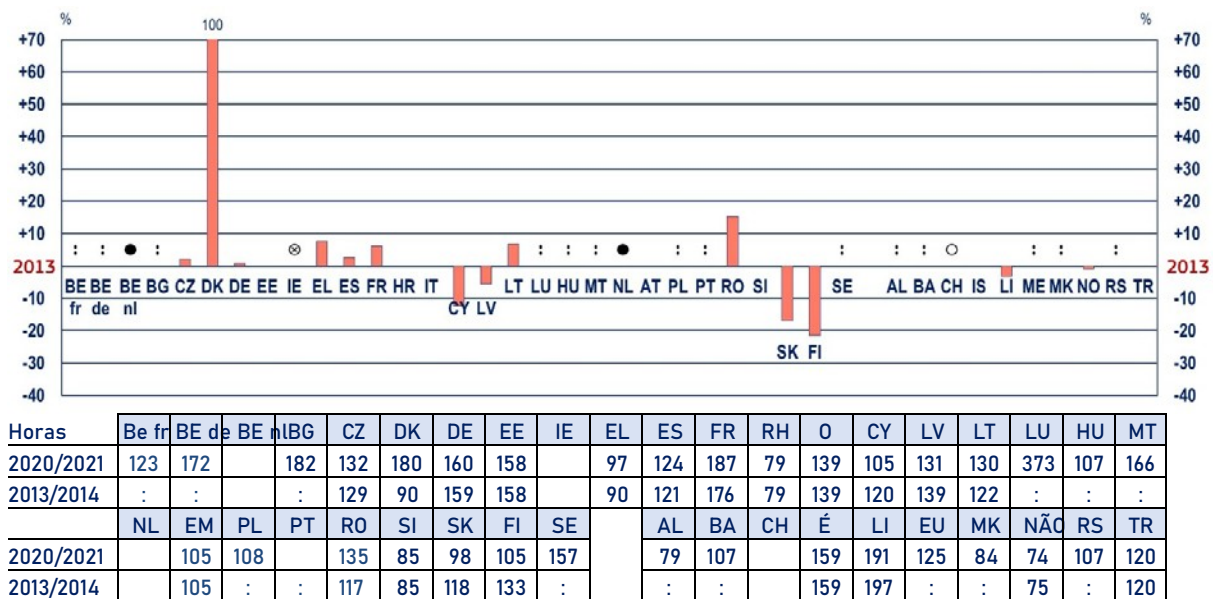 % 100 %
+70 +70
+60 +60
+50 +50
+40 +40
+30 +30
+20 +20
+10 +10
: : ● : ⊗ : : : ● : : : : : ○ : : :
2013 2013
BE BE BE BG CZ DK DE EE IE EL ES FR HR IT LT LU HU MT NL AT PL PT RO SI SE AL BA CH IS LI ME MK NO RS TR
-10 -10
fr de nl CY LV
-20 -20
SK FI
-30 -30
-40 -40
Horas Be fr BE de BE nl BG CZ DK DE EE IE EL ES FR RH O CY LV LT LU HU MT
2020/2021 123 172 182 132 180 160 158 97 124 187 79 139 105 131 130 373 107 166
2013/2014 : : : 129 90 159 158 90 121 176 79 139 120 139 122 : : :
NL EM PL PT RO SI SK FI SE AL BA CH É LI EU MK NÃO RS TR
2020/2021 105 108 135 85 98 105 157 79 107 159 191 125 84 74 107 120
2013/2014 105 : : 117 85 118 133 : : : 159 197 : : 75 : 120